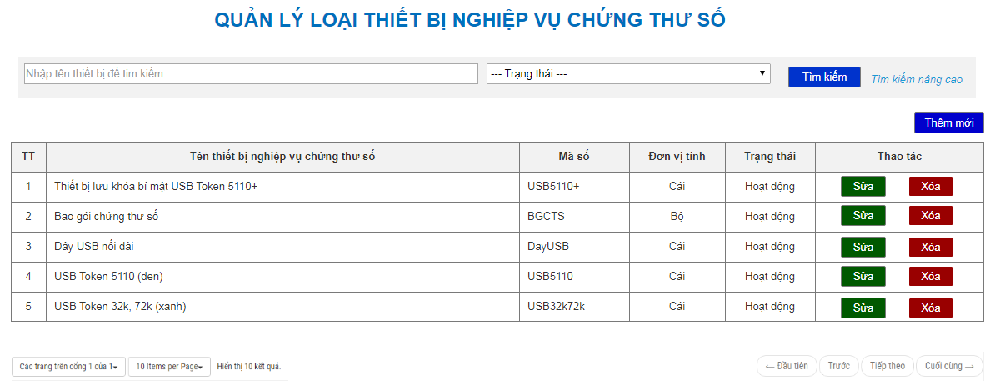 QUẢN LÝ LOẠI THIẾT BỊ NGHIỆP VỤ CHỨNG THƯ SỐ
Nhập tên thiết bị để tìm kiếm --- Trạng thái --- Tìm kiếm Tìm kiếm nâng cao
Thêm mới
TT Tên thiết bị nghiệp vụ chứng thư số Mã số Đơn vị tính Trạng thái Thao tác
1 Thiết bị lưu khóa bí mật USB Token 5110+ USB5110+ Cái Hoạt động Sửa Xóa
2 Bao gói chứng thư số BGCTS Bộ Hoạt động Sửa Xóa
3 Dây USB nối dài DayUSB Cái Hoạt động Sửa Xóa
4 USB Token 5110 (đen) USB5110 Cái Hoạt động Sửa Xóa
5 USB Token 32k, 72k (xanh) USB32k72k Cái Hoạt động Sửa Xóa
Các trang trên cổng 1 của 1 10 Items per Page Hiển thị 10 kết quả. ← Đầu tiên Trước Tiếp theo Cuối cùng →